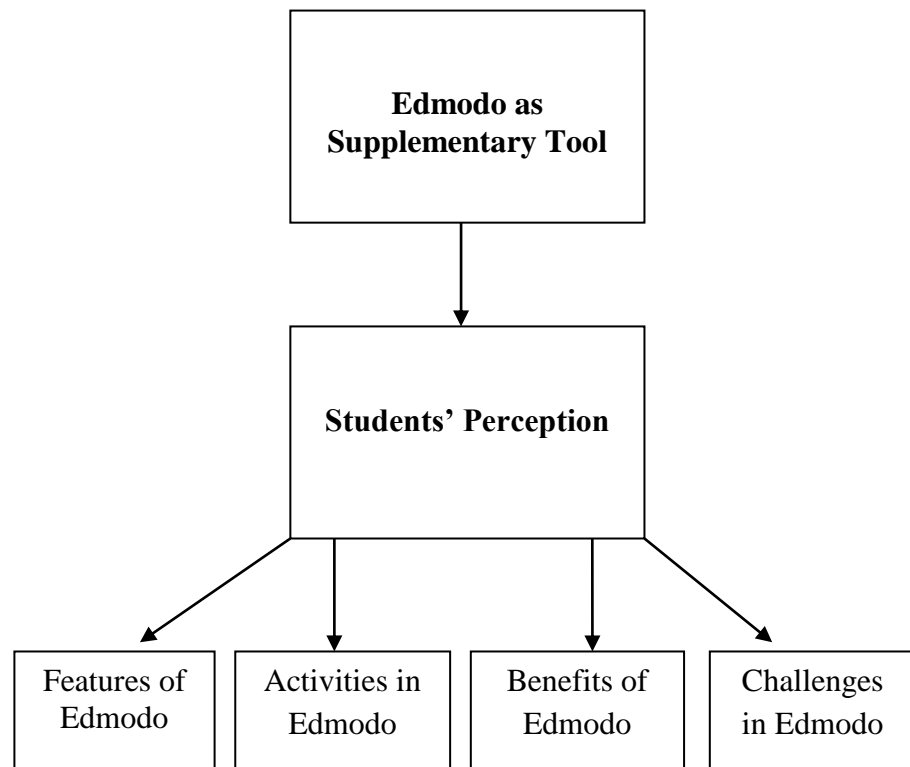 Edmodo as
Supplementary Tool
Students’ Perception
Features of
Edmodo
Activities in
Edmodo
Benefits of
Edmodo
Challenges
in Edmodo